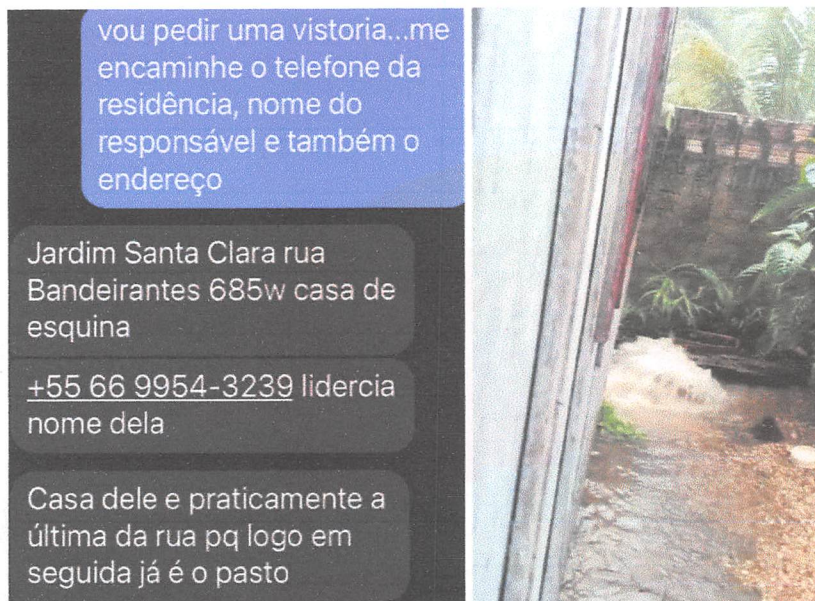 vou pedir uma vistoria...me
encaminhe o telefone da
residência, nome do
responsável e também o
endereço
Jardim Santa Clara rua
Bandeirantes 685w casa de
esquina
+55 66 9954-3239 lidercia
nome dela
Casa dele e praticamente a
última da rua pq logo em
seguida já é o pasto